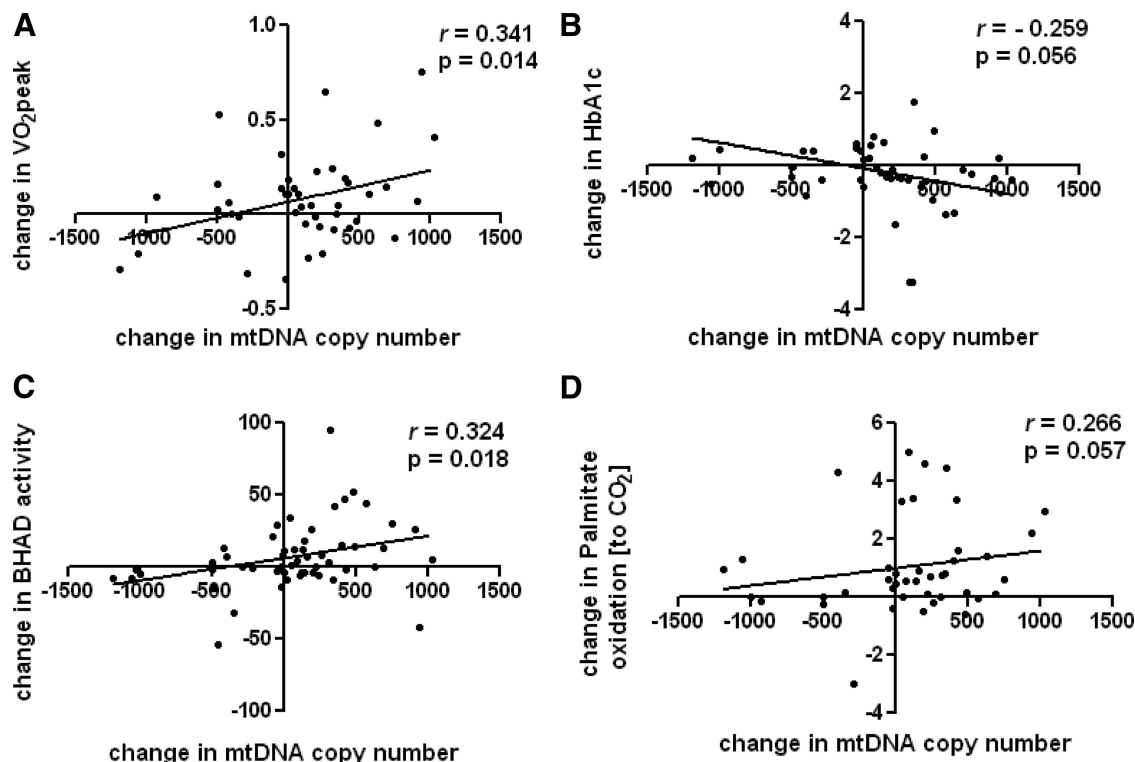 A
change in VO2peak
1.0
0.5
-0.5
-1500 -1000 -500 500 1000 1500
r = 0.341
p = 0.014
change in mtDNA copy number
B
change in HbA1c
4
2
-2
-4
-1500 -1000 -500 500 1000 1500
r = - 0.259
p = 0.056
change in mtDNA copy number
C
change in BHAD activity
100
50
-50
-100
-1500 -1000 -500 500 1000 1500
r = 0.324
p = 0.018
change in mtDNA copy number
D
change in Palmitate
oxidation [to CO2]
6
4
2
-2
-4
-1500 -1000 -500 500 1000 1500
r = 0.266
p = 0.057
change in mtDNA copy number